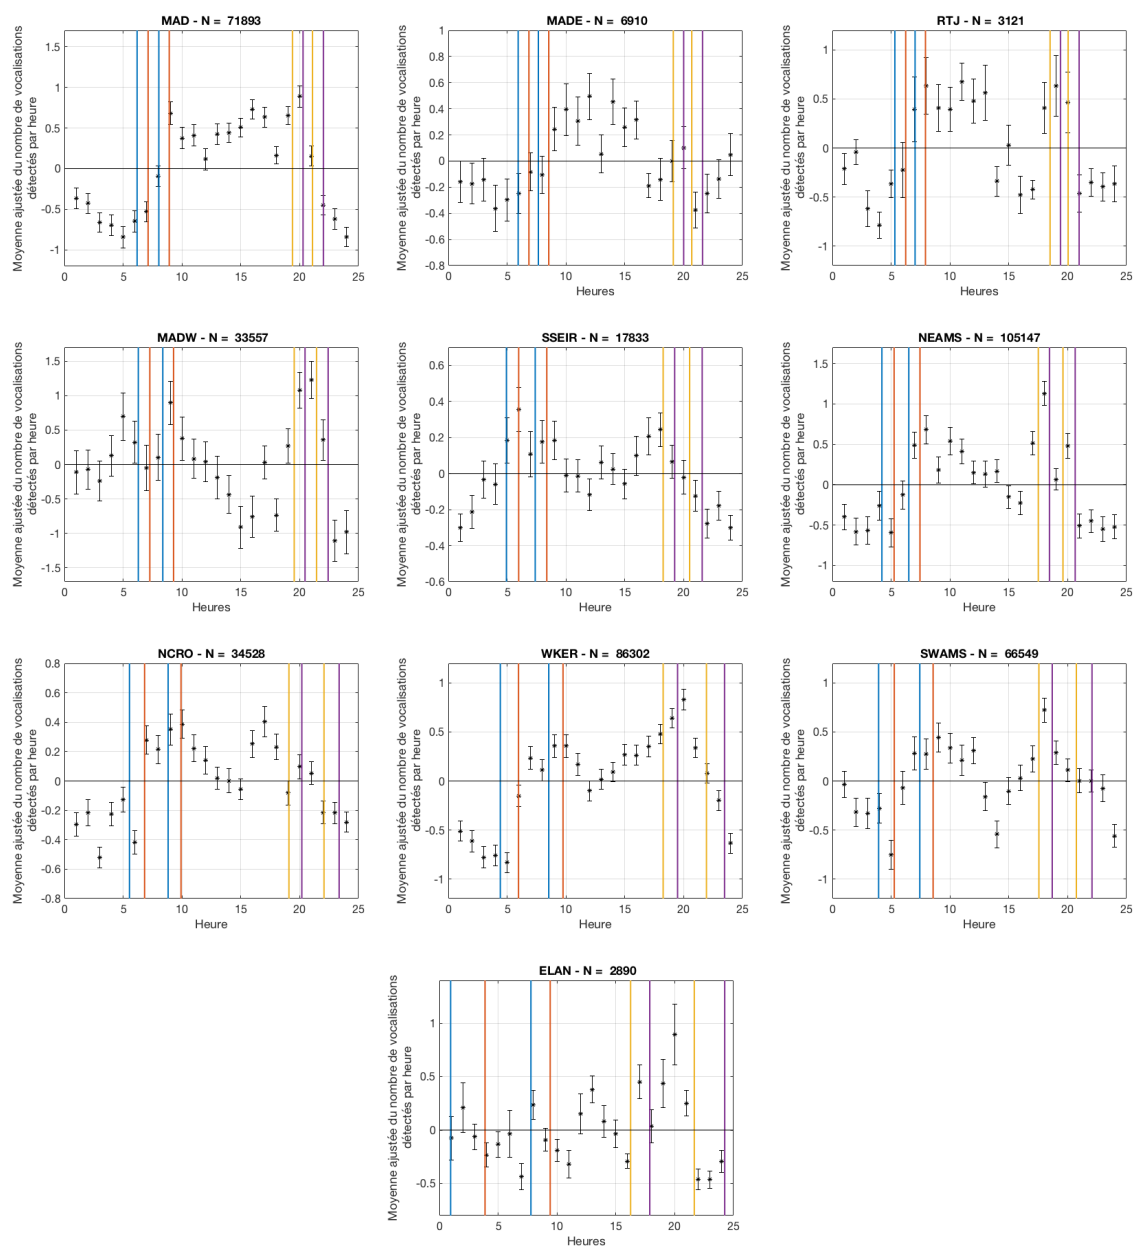 MAD - N = 71893
Moyenne ajustée du nombre de vocalisations
détectés par heure
1.5
1
0.5
0
-0.5
-1
0 5 10 15 20 25
MADE - N = 6910
Moyenne ajustée du nombre de vocalisations
détectés par heure
1
0.8
0.6
0.4
0.2
0
-0.2
-0.4
-0.6
-0.8
0 5 10 15 20 25
Heures
RTJ - N = 3121
Moyenne ajustée du nombre de vocalisations
détectés par heure
1
0.5
0
-0.5
-1
0 5 10 15 20 25
Heures
MADW - N = 33557
Moyenne ajustée du nombre de vocalisations
détectés par heure
1.5
1
0.5
0
-0.5
-1
-1.5
0 5 10 15 20 25
Heures
SSEIR - N = 17833
Moyenne ajustée du nombre de vocalisations
détectés par heure
0.6
0.4
0.2
0
-0.2
-0.4
-0.6
0 5 10 15 20 25
Heure
NEAMS - N = 105147
Moyenne ajustée du nombre de vocalisations
détectés par heure
1.5
1
0.5
0
-0.5
-1
0 5 10 15 20 25
Heure
NCRO - N = 34528
Moyenne ajustée du nombre de vocalisations
détectés par heure
0.8
0.6
0.4
0.2
0
-0.2
-0.4
-0.6
-0.8
0 5 10 15 20 25
Heure
WKER - N = 86302
Moyenne ajustée du nombre de vocalisations
détectés par heure
1
0.5
0
-0.5
-1
0 5 10 15 20 25
Heure
SWAMS - N = 66549
Moyenne ajustée du nombre de vocalisations
détectés par heure
1
0.5
0
-0.5
-1
0 5 10 15 20 25
Heure
ELAN - N = 2890
Moyenne ajustée du nombre de vocalisations
détectés par heure
1
0.5
0
-0.5
0 5 10 15 20 25
Heures